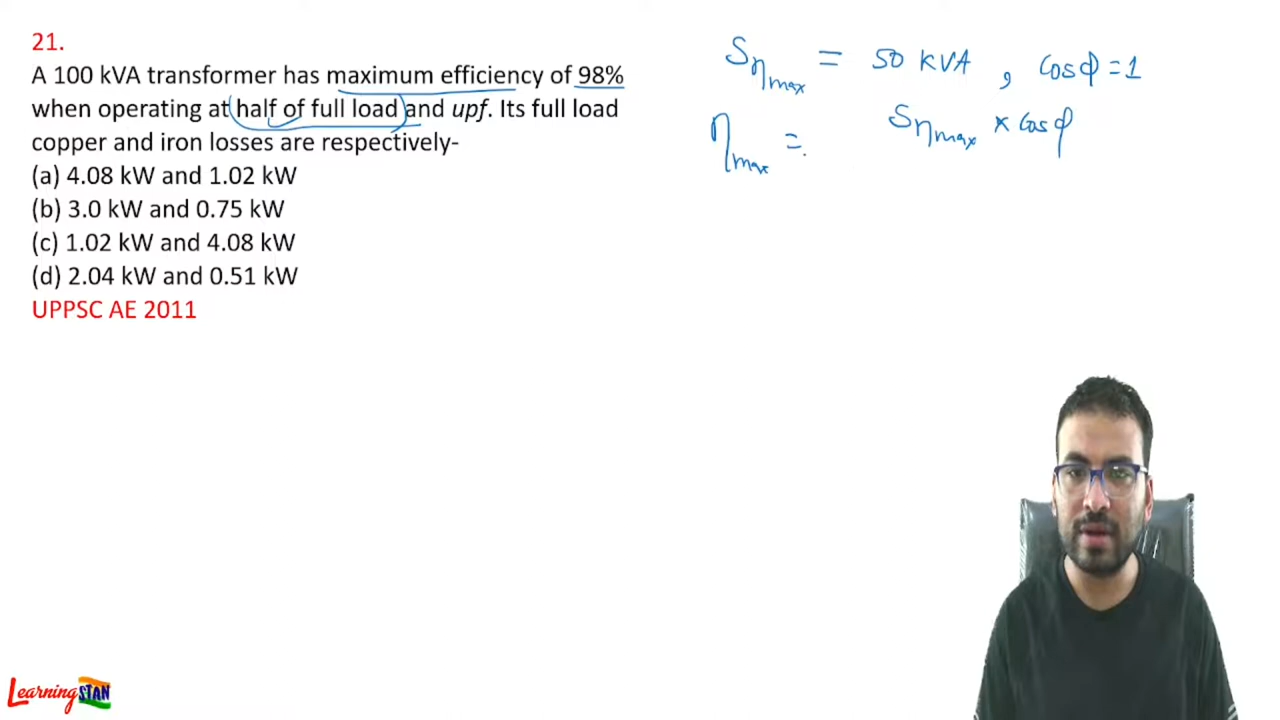 21.
A 100 kVA transformer has maximum efficiency of 98%
when operating at half of full load and upf. Its full load
copper and iron losses are respectively-
(a) 4.08 kW and 1.02 kW
(b) 3.0 kW and 0.75 kW
(c) 1.02 kW and 4.08 kW
(d) 2.04 kW and 0.51 kW
UPPSC AE 2011
Sηmax = 50 KVA , cosϕ=1
ηmax = Sηmax × cosϕ
LearningSTAN